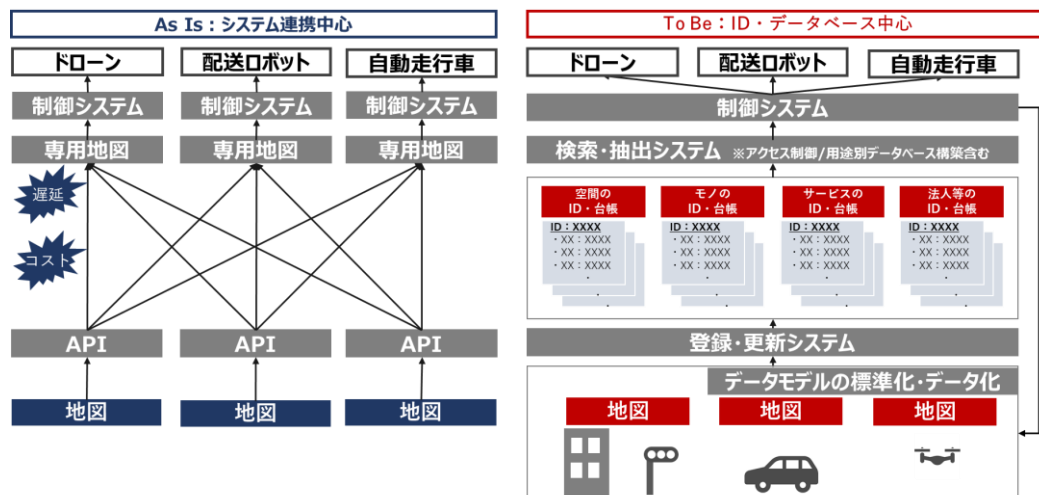 As Is：システム連携中心
ドローン
配送ロボット
自動走行車
制御システム
制御システム
制御システム
専用地図
専用地図
専用地図
遅延
コスト
API
API
API
地図
地図
地図
To Be：ID・データベース中心
ドローン
配送ロボット
自動走行車
制御システム
検索・抽出システム ※アクセス制御/用途別データベース構築含む
空間の
ID・台帳
ID：XXXX
・XX：XXXX
・XX：XXXX
・XX：XXXX
・
・
モノの
ID・台帳
ID：XXXX
・XX：XXXX
・XX：XXXX
・XX：XXXX
・
・
サービスの
ID・台帳
ID：XXXX
・XX：XXXX
・XX：XXXX
・XX：XXXX
・
・
法人等の
ID・台帳
ID：XXXX
・XX：XXXX
・XX：XXXX
・XX：XXXX
・
・
登録・更新システム
データモデルの標準化・データ化
地図
地図
地図